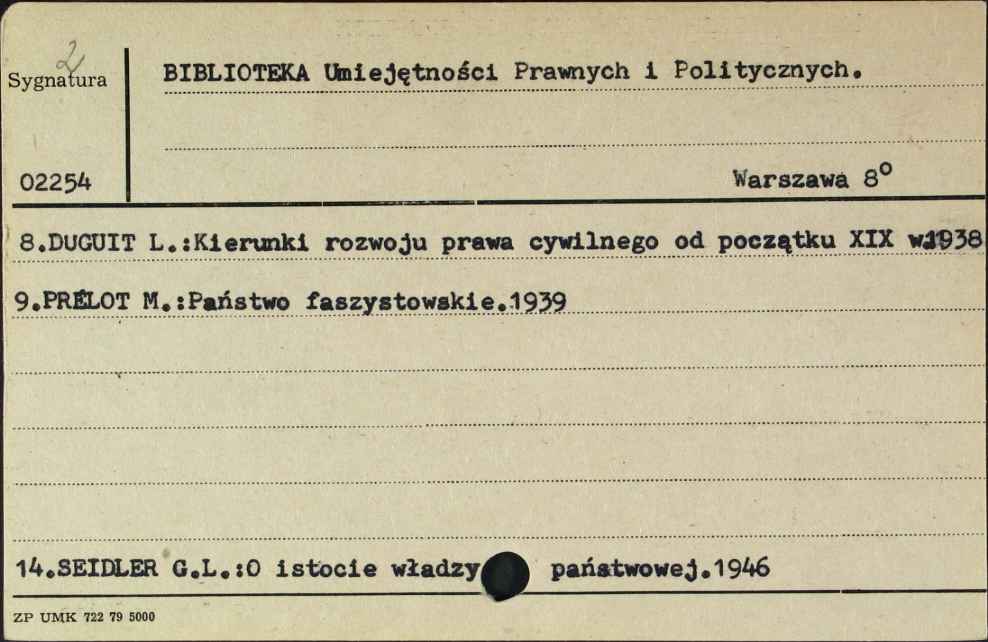 2
Sygnatura
BIBLIOTEKA Umiejętności Prawnych i Politycznych.
02254
Warszawa 8⁰
8.DUGUIT L.:Kierunki rozwoju prawa cywilnego od początku XIX w.1938
9.PRÉLOT M.:Państwo faszystowskie.1939
14.SEIDLER G.L.:O istocie władzy państwowej.1946
ZP UMK 722 79 5000